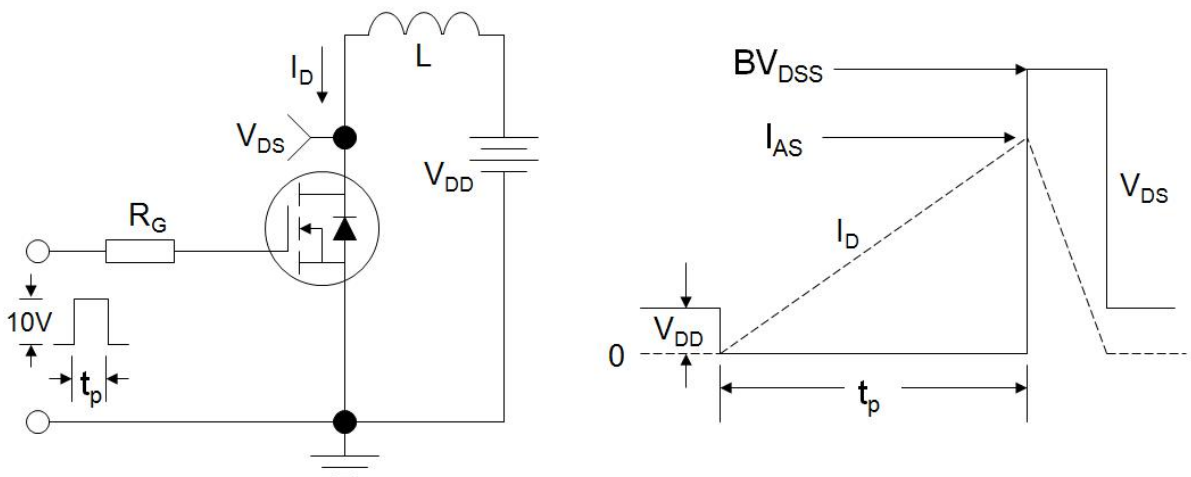 L
I_D
V_DS
V_DD
R_G
10V
t_p
BV_DSS
I_AS
V_DS
I_D
V_DD
0
t_p